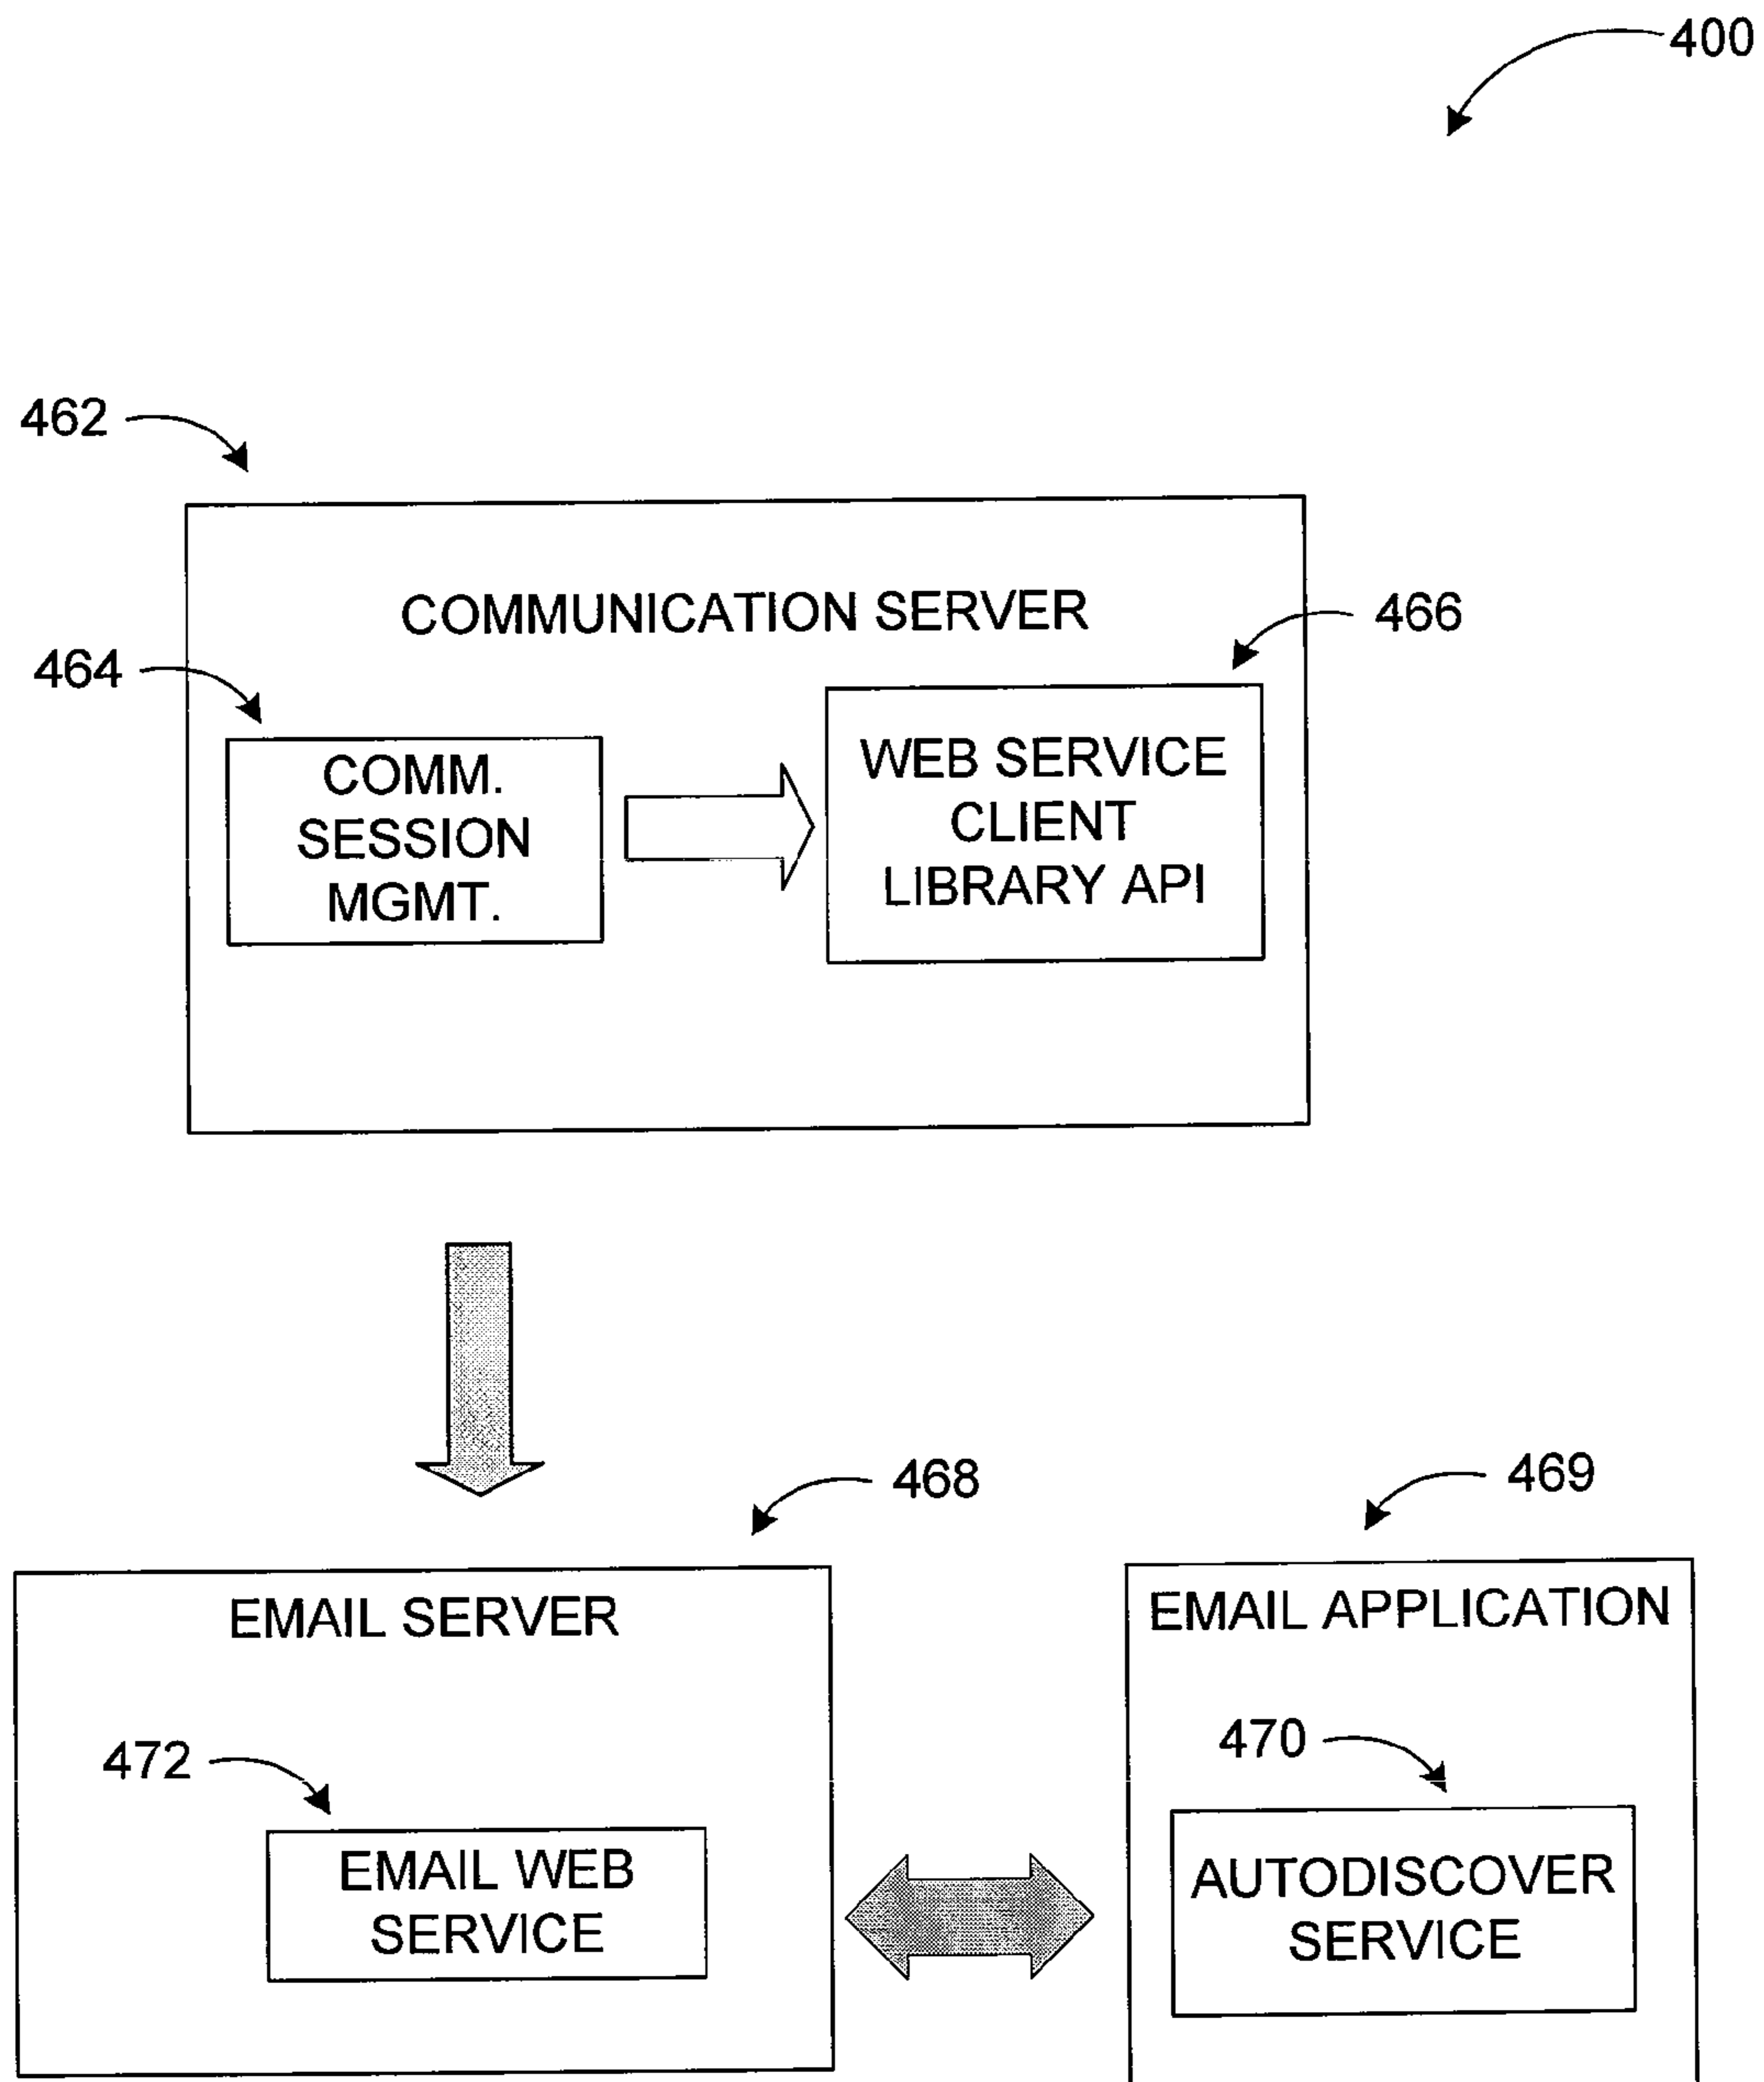 400
462
COMMUNICATION SERVER
466
464
COMM.
SESSION
MGMT.
WEB SERVICE
CLIENT
LIBRARY API
468
469
EMAIL SERVER
EMAIL APPLICATION
472
470
EMAIL WEB
SERVICE
AUTODISCOVER
SERVICE